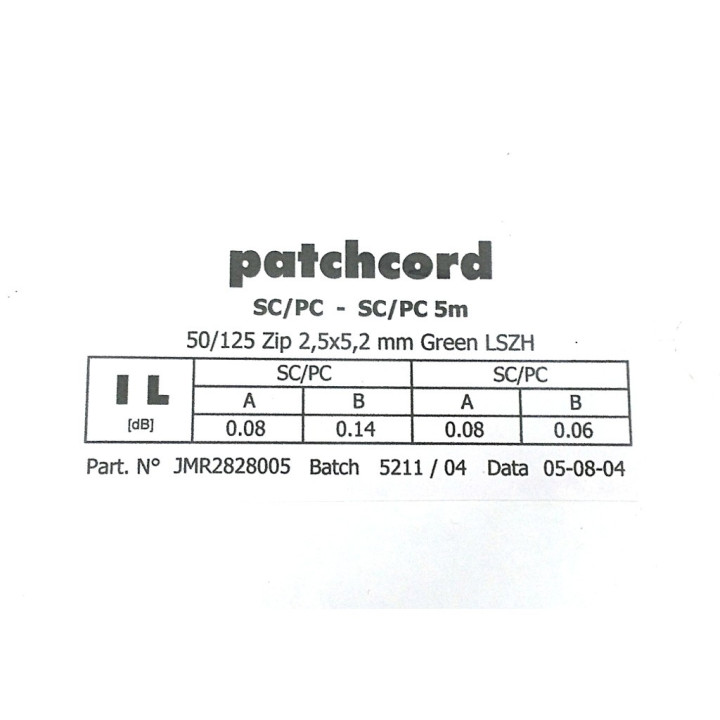 patchcord
SC/PC - SC/PC 5m
50/125 Zip 2,5x5,2 mm Green LSZH
I L SC/PC SC/PC
A B A B
[dB] 0.08 0.14 0.08 0.06
Part. N° JMR2828005 Batch 5211 / 04 Data 05-08-04